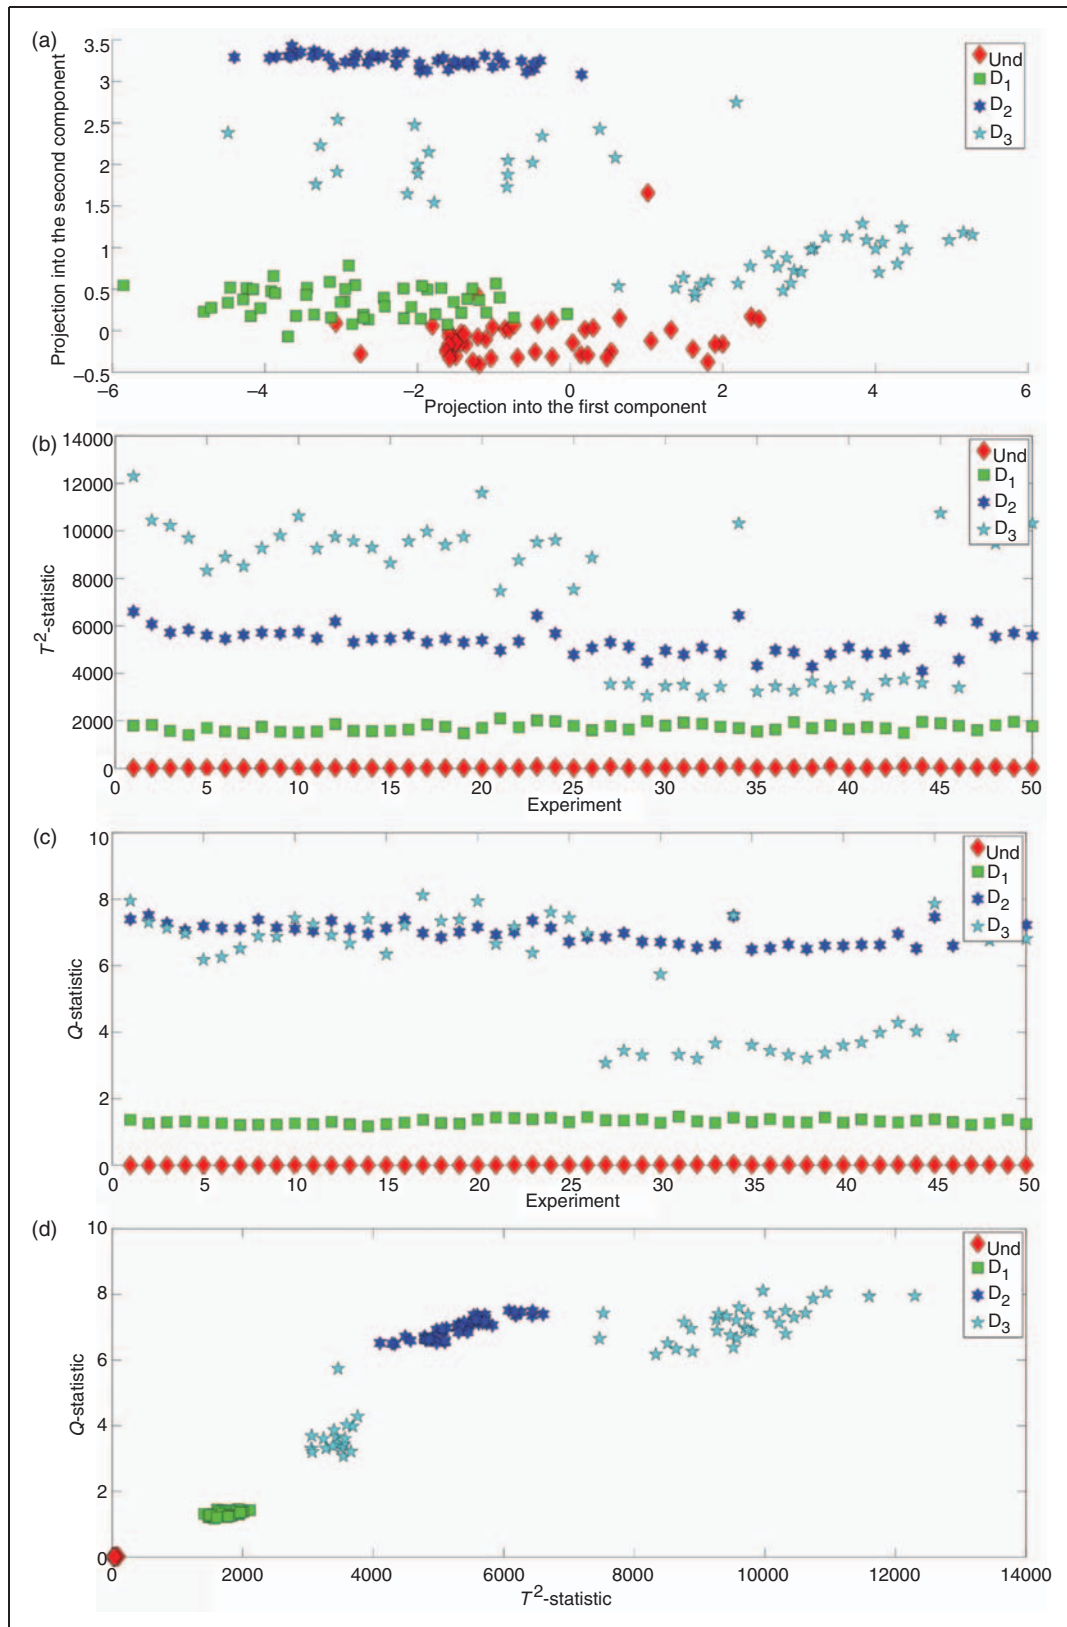 (a)
3.5
3
2.5
2
1.5
1
0.5
0
–0.5
Projection into the second component
–6
–4
–2
0
2
4
6
Projection into the first component
Und
D1
D2
D3
(b)
14000
12000
10000
8000
6000
4000
2000
0
T2-statistic
0
5
10
15
20
25
30
35
40
45
50
Experiment
Und
D1
D2
D3
(c)
10
8
6
4
2
0
Q-statistic
0
5
10
15
20
25
30
35
40
45
50
Experiment
Und
D1
D2
D3
(d)
10
8
6
4
2
0
Q-statistic
2000
4000
6000
8000
10000
12000
14000
T2-statistic
Und
D1
D2
D3